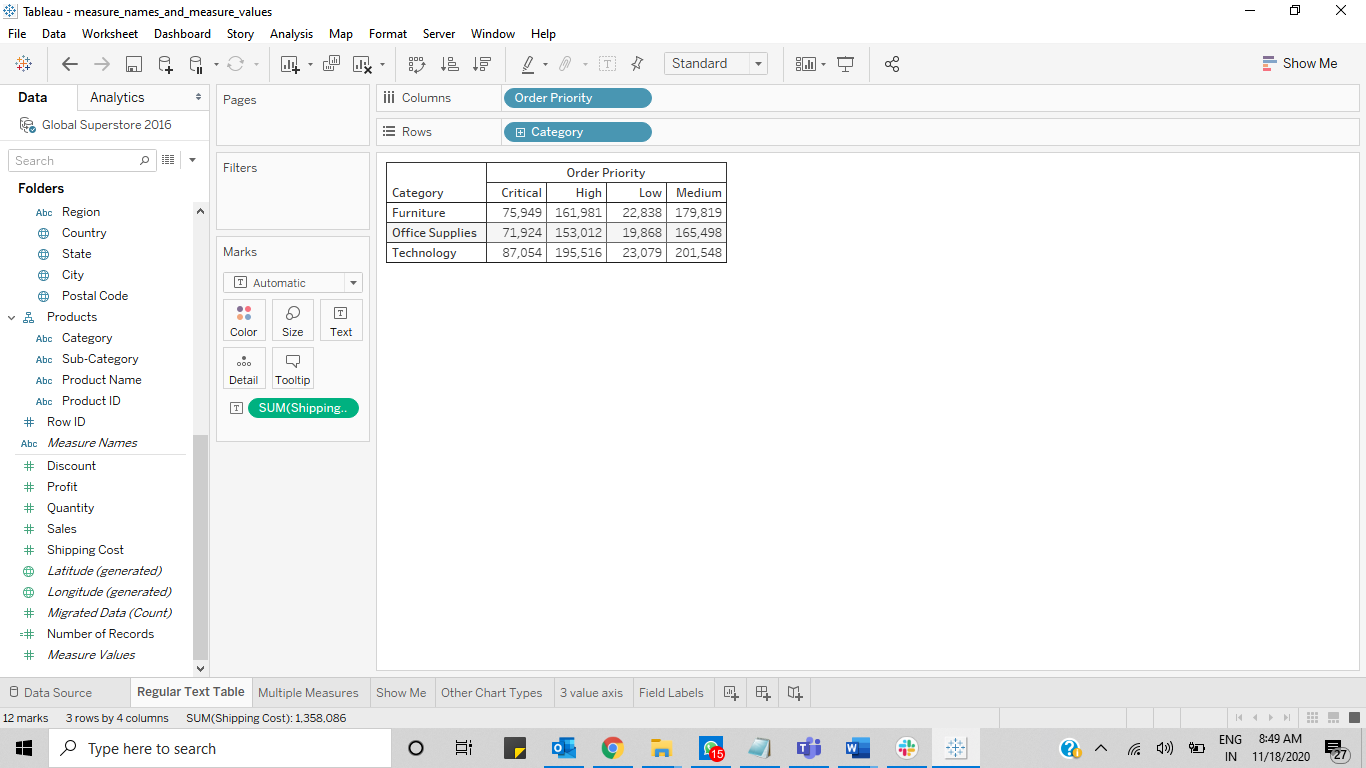 Tableau - measure_names_and_measure_values
File Data Worksheet Dashboard Story Analysis Map Format Server Window Help
Standard
Show Me
Data Analytics
Global Superstore 2016
Search
Folders
Abc Region
Country
State
City
Postal Code
Products
Abc Category
Abc Sub-Category
Abc Product Name
Abc Product ID
# Row ID
Abc Measure Names
# Discount
# Profit
# Quantity
# Sales
# Shipping Cost
Latitude (generated)
Longitude (generated)
# Migrated Data (Count)
=# Number of Records
# Measure Values
Pages
Filters
Marks
T Automatic
Color Size Text
Detail Tooltip
T SUM(Shipping..
Columns Order Priority
Rows Category
Order Priority
Category Critical High Low Medium
Furniture 75,949 161,981 22,838 179,819
Office Supplies 71,924 153,012 19,868 165,498
Technology 87,054 195,516 23,079 201,548
Data Source Regular Text Table Multiple Measures Show Me Other Chart Types 3 value axis Field Labels
12 marks 3 rows by 4 columns SUM(Shipping Cost): 1,358,086
Type here to search
15
ENG
IN
8:49 AM
11/18/2020
27